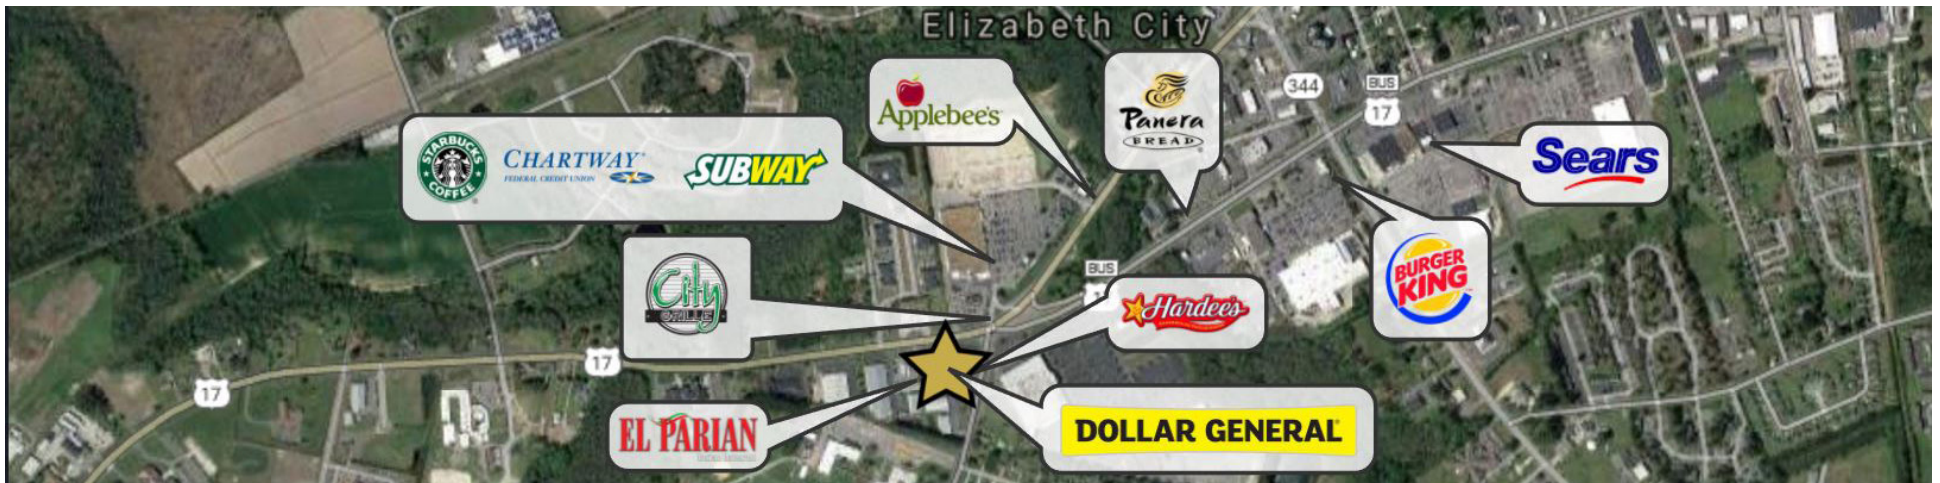 Elizabeth City
Applebee's
Panera
BREAD
344
BUS
17
STARBUCKS
COFFEE
CHARTWAY
FEDERAL CREDIT UNION
SUBWAY
Sears
City
GRILLE
BUS
Hardee's
BURGER
KING
17
17
EL PARIAN
DOLLAR GENERAL